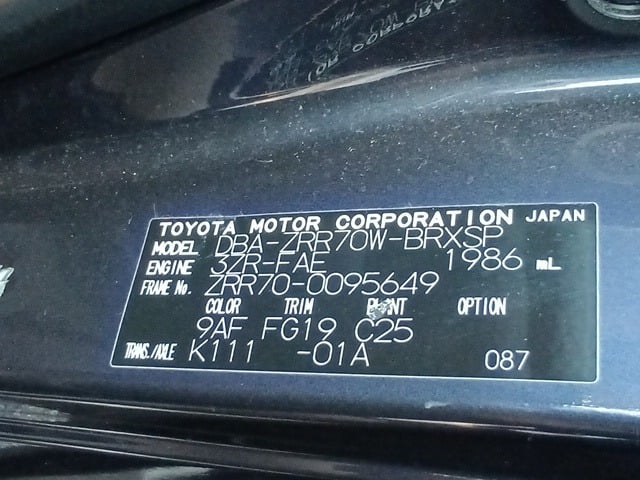 TOYOTA MOTOR CORPORATION JAPAN
MODEL DBA-ZRR70W-BRXSP
ENGINE 3ZR-FAE 1986 mL
FRAME No. ZRR70-0095649
COLOR TRIM PLANT OPTION
9AF FG19 C25
TRANS./AXLE K111 -01A 087